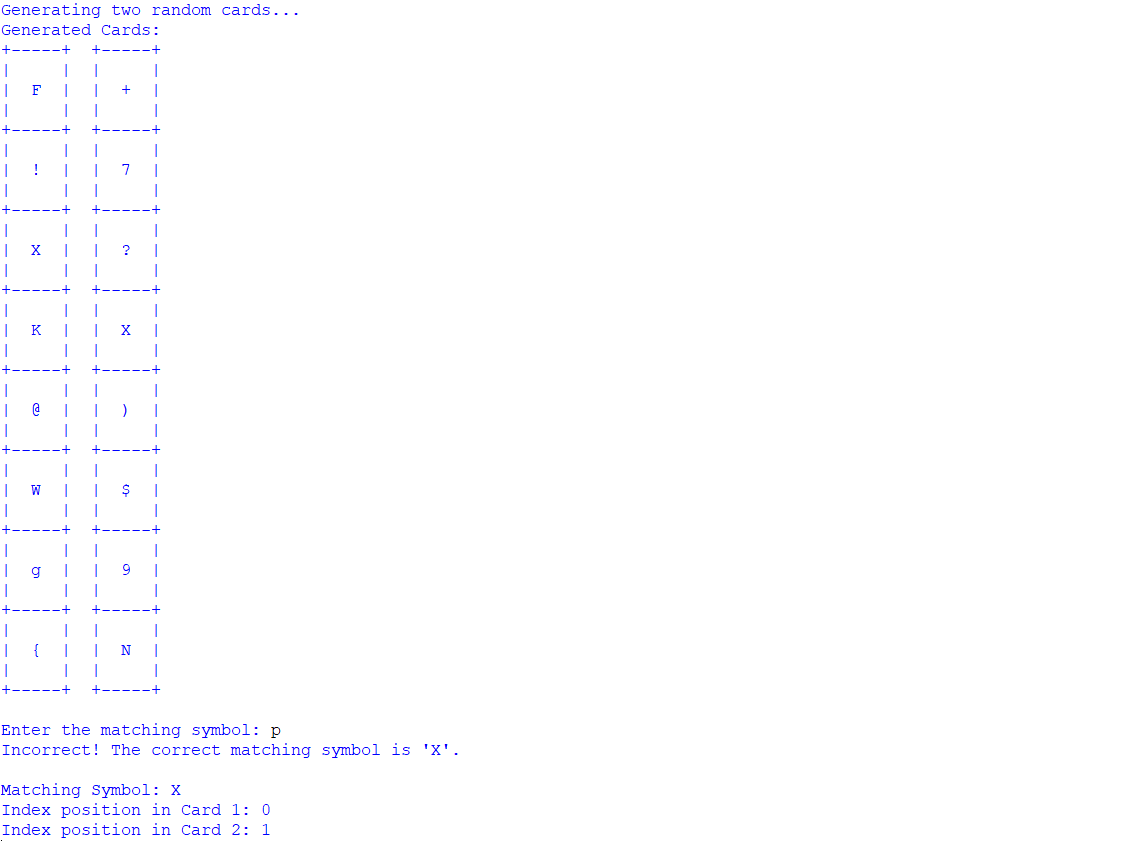 Generating two random cards...
Generated Cards:
+-----+  +-----+
|     |  |     |
|  F  |  |  +  |
|     |  |     |
+-----+  +-----+
|     |  |     |
|  !  |  |  7  |
|     |  |     |
+-----+  +-----+
|     |  |     |
|  X  |  |  ?  |
|     |  |     |
+-----+  +-----+
|     |  |     |
|  K  |  |  X  |
|     |  |     |
+-----+  +-----+
|     |  |     |
|  @  |  |  )  |
|     |  |     |
+-----+  +-----+
|     |  |     |
|  W  |  |  $  |
|     |  |     |
+-----+  +-----+
|     |  |     |
|  g  |  |  9  |
|     |  |     |
+-----+  +-----+
|     |  |     |
|  {  |  |  N  |
|     |  |     |
+-----+  +-----+

Enter the matching symbol: p
Incorrect! The correct matching symbol is 'X'.

Matching Symbol: X
Index position in Card 1: 0
Index position in Card 2: 1